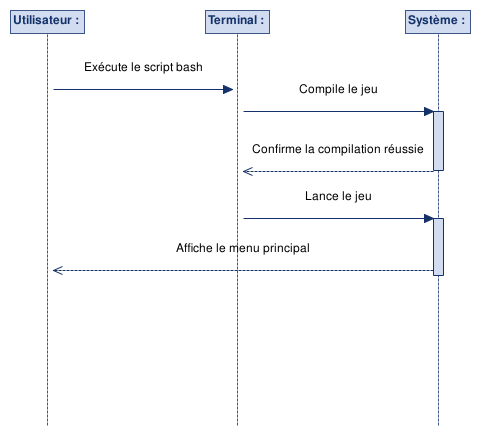 Utilisateur :
Terminal :
Système :
Exécute le script bash
Compile le jeu
Confirme la compilation réussie
Lance le jeu
Affiche le menu principal